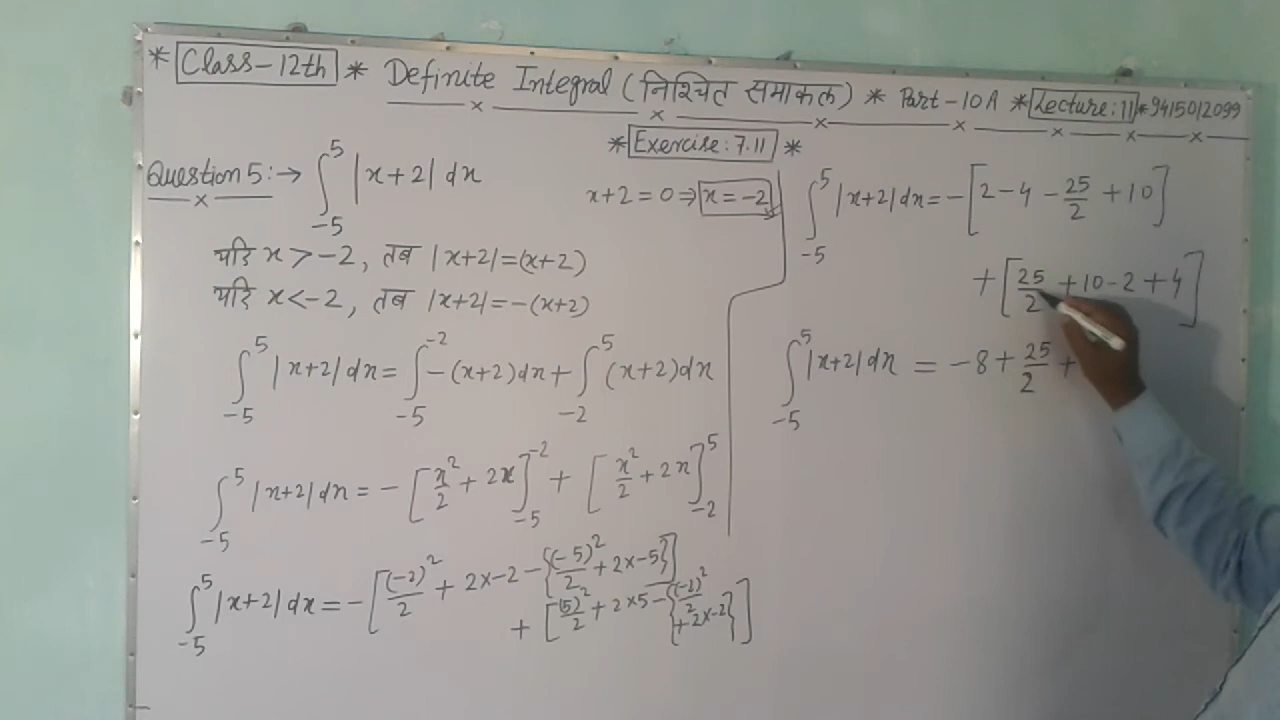 * Class-12th * Definite Integral (निश्चित समाकल) * Part-10A * Lecture:11 * 9415012099
* Exercise: 7.11 *
Question 5:→ ∫_{-5}^{5} |x+2| dx
x+2=0 ⇒ x=-2
यदि x>-2, तब |x+2|=(x+2)
यदि x<-2, तब |x+2|=-(x+2)
∫_{-5}^{5} |x+2| dx = ∫_{-5}^{-2} -(x+2)dx + ∫_{-2}^{5} (x+2)dx
∫_{-5}^{5} |x+2| dx = -[x²/2 + 2x]_{-5}^{-2} + [x²/2 + 2x]_{-2}^{5}
∫_{-5}^{5} |x+2| dx = -[(-2)²/2 + 2×-2 - {(-5)²/2 + 2×-5}]
+ [(5)²/2 + 2×5 - {(-2)²/2 + 2×-2}]
∫_{-5}^{5} |x+2| dx = -[2-4-25/2+10]
+ [25/2+10-2+4]
∫_{-5}^{5} |x+2| dx = -8+25/2+